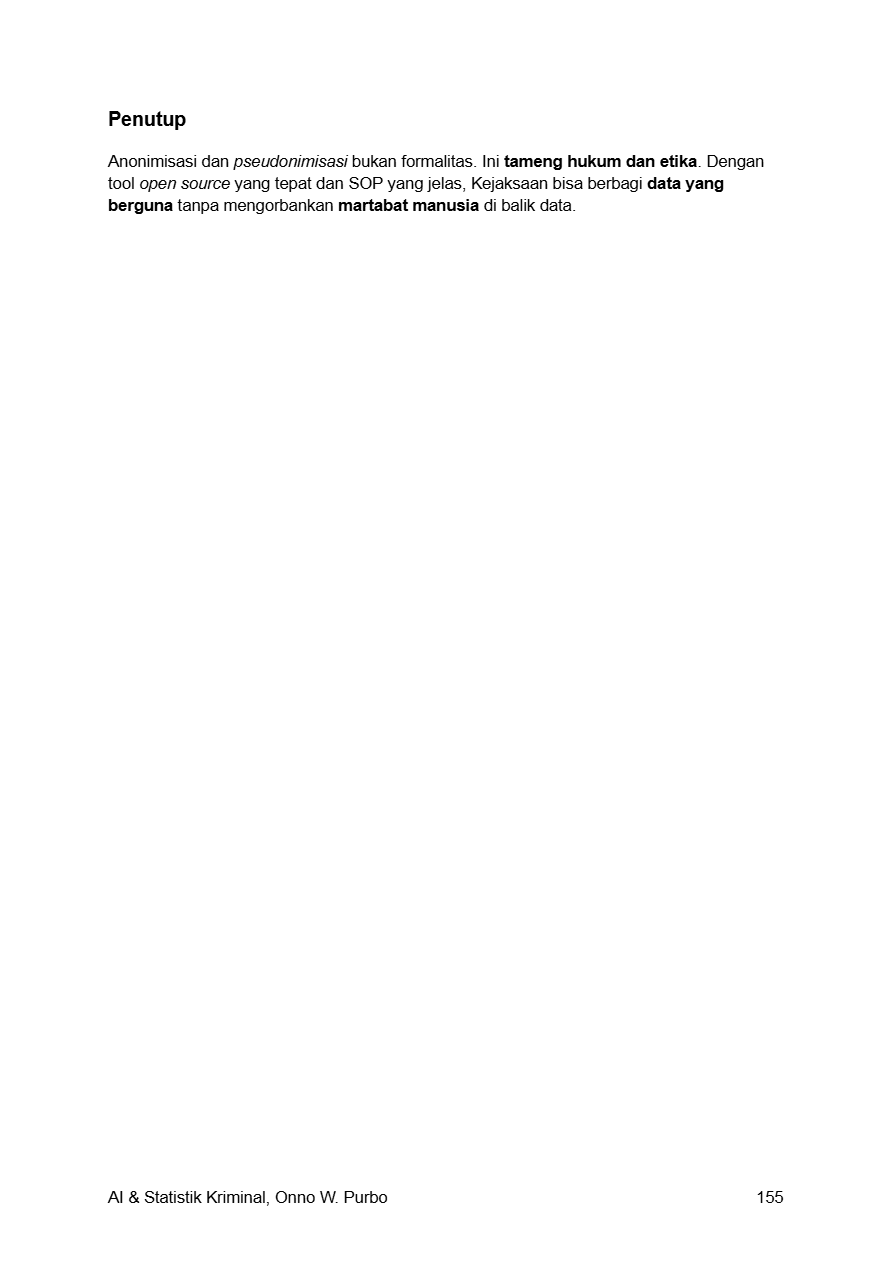 Penutup
Anonimisasi dan pseudonimisasi bukan formalitas. Ini tameng hukum dan etika. Dengan
tool open source yang tepat dan SOP yang jelas, Kejaksaan bisa berbagi data yang
berguna tanpa mengorbankan martabat manusia di balik data.
AI & Statistik Kriminal, Onno W. Purbo 155